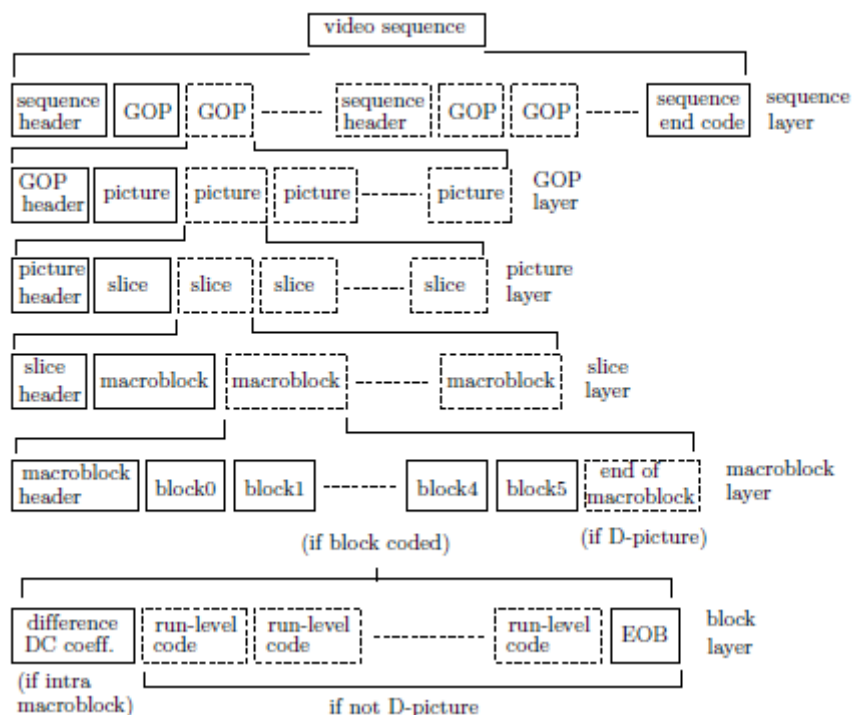 video sequence
sequence header GOP GOP sequence header GOP GOP sequence end code sequence layer
GOP header picture picture picture picture GOP layer
picture header slice slice slice slice picture layer
slice header macroblock macroblock macroblock slice layer
macroblock header block0 block1 block4 block5 end of macroblock macroblock layer
(if block coded) (if D-picture)
difference DC coeff. run-level code run-level code run-level code EOB block layer
(if intra macroblock) if not D-picture